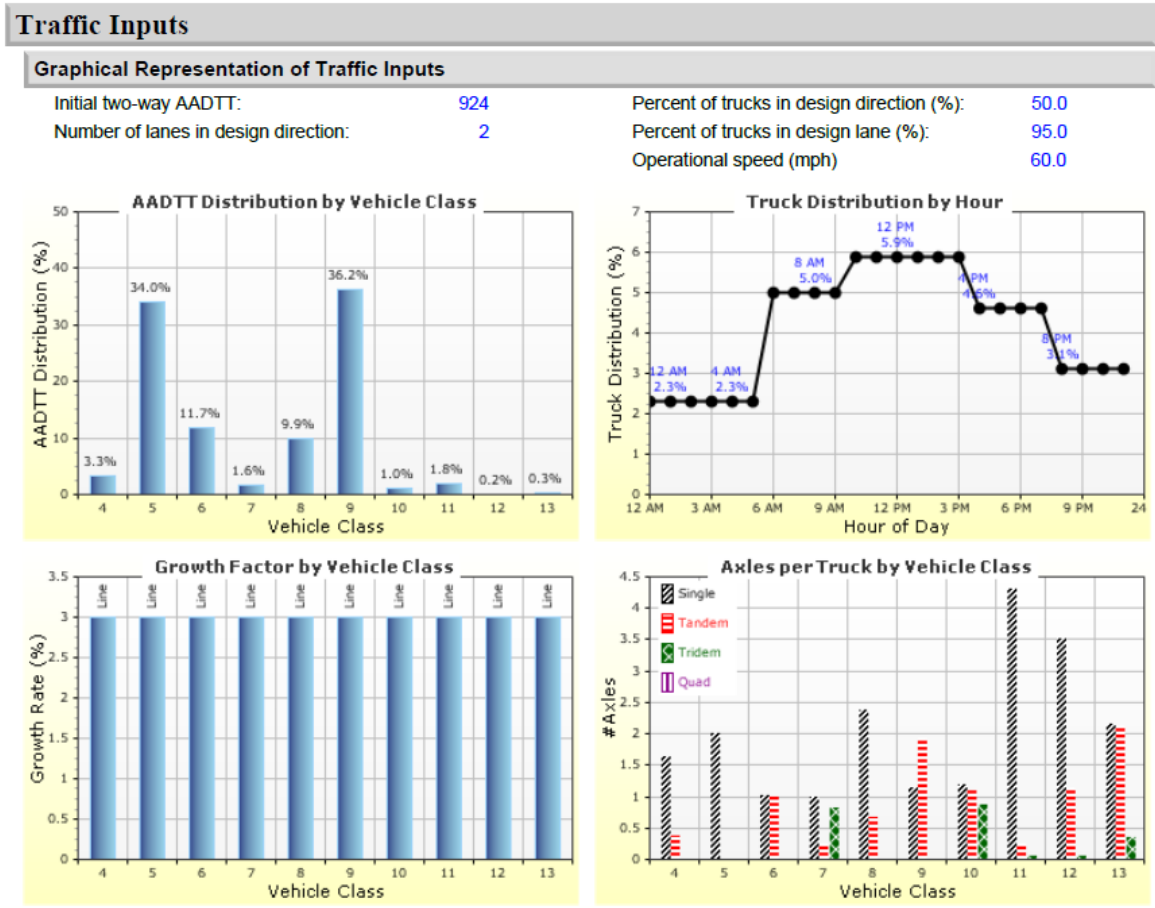 Traffic Inputs
Graphical Representation of Traffic Inputs
Initial two-way AADTT: 924
Number of lanes in design direction: 2
Percent of trucks in design direction (%): 50.0
Percent of trucks in design lane (%): 95.0
Operational speed (mph) 60.0
AADTT Distribution by Vehicle Class
AADTT Distribution (%)
50
40
30
20
10
0
3.3%
34.0%
11.7%
1.6%
9.9%
36.2%
1.0%
1.8%
0.2%
0.3%
4 5 6 7 8 9 10 11 12 13
Vehicle Class
Truck Distribution by Hour
Truck Distribution (%)
7
6
5
4
3
2
1
0
12 AM
2.3%
4 AM
2.3%
8 AM
5.0%
12 PM
5.9%
4 PM
4.6%
8 PM
3.1%
12 AM 3 AM 6 AM 9 AM 12 PM 3 PM 6 PM 9 PM 24
Hour of Day
Growth Factor by Vehicle Class
Growth Rate (%)
3.5
3
2.5
2
1.5
1
0.5
0
Line Line Line Line Line Line Line Line Line Line
4 5 6 7 8 9 10 11 12 13
Vehicle Class
Axles per Truck by Vehicle Class
#Axles
4.5
4
3.5
3
2.5
2
1.5
1
0.5
0
Single
Tandem
Tridem
Quad
4 5 6 7 8 9 10 11 12 13
Vehicle Class